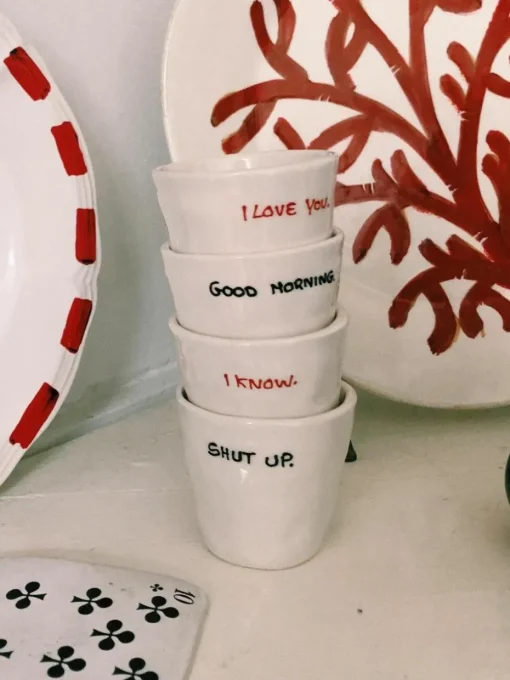 I LOVE YOU.
GOOD MORNING.
I KNOW.
SHUT UP.
10